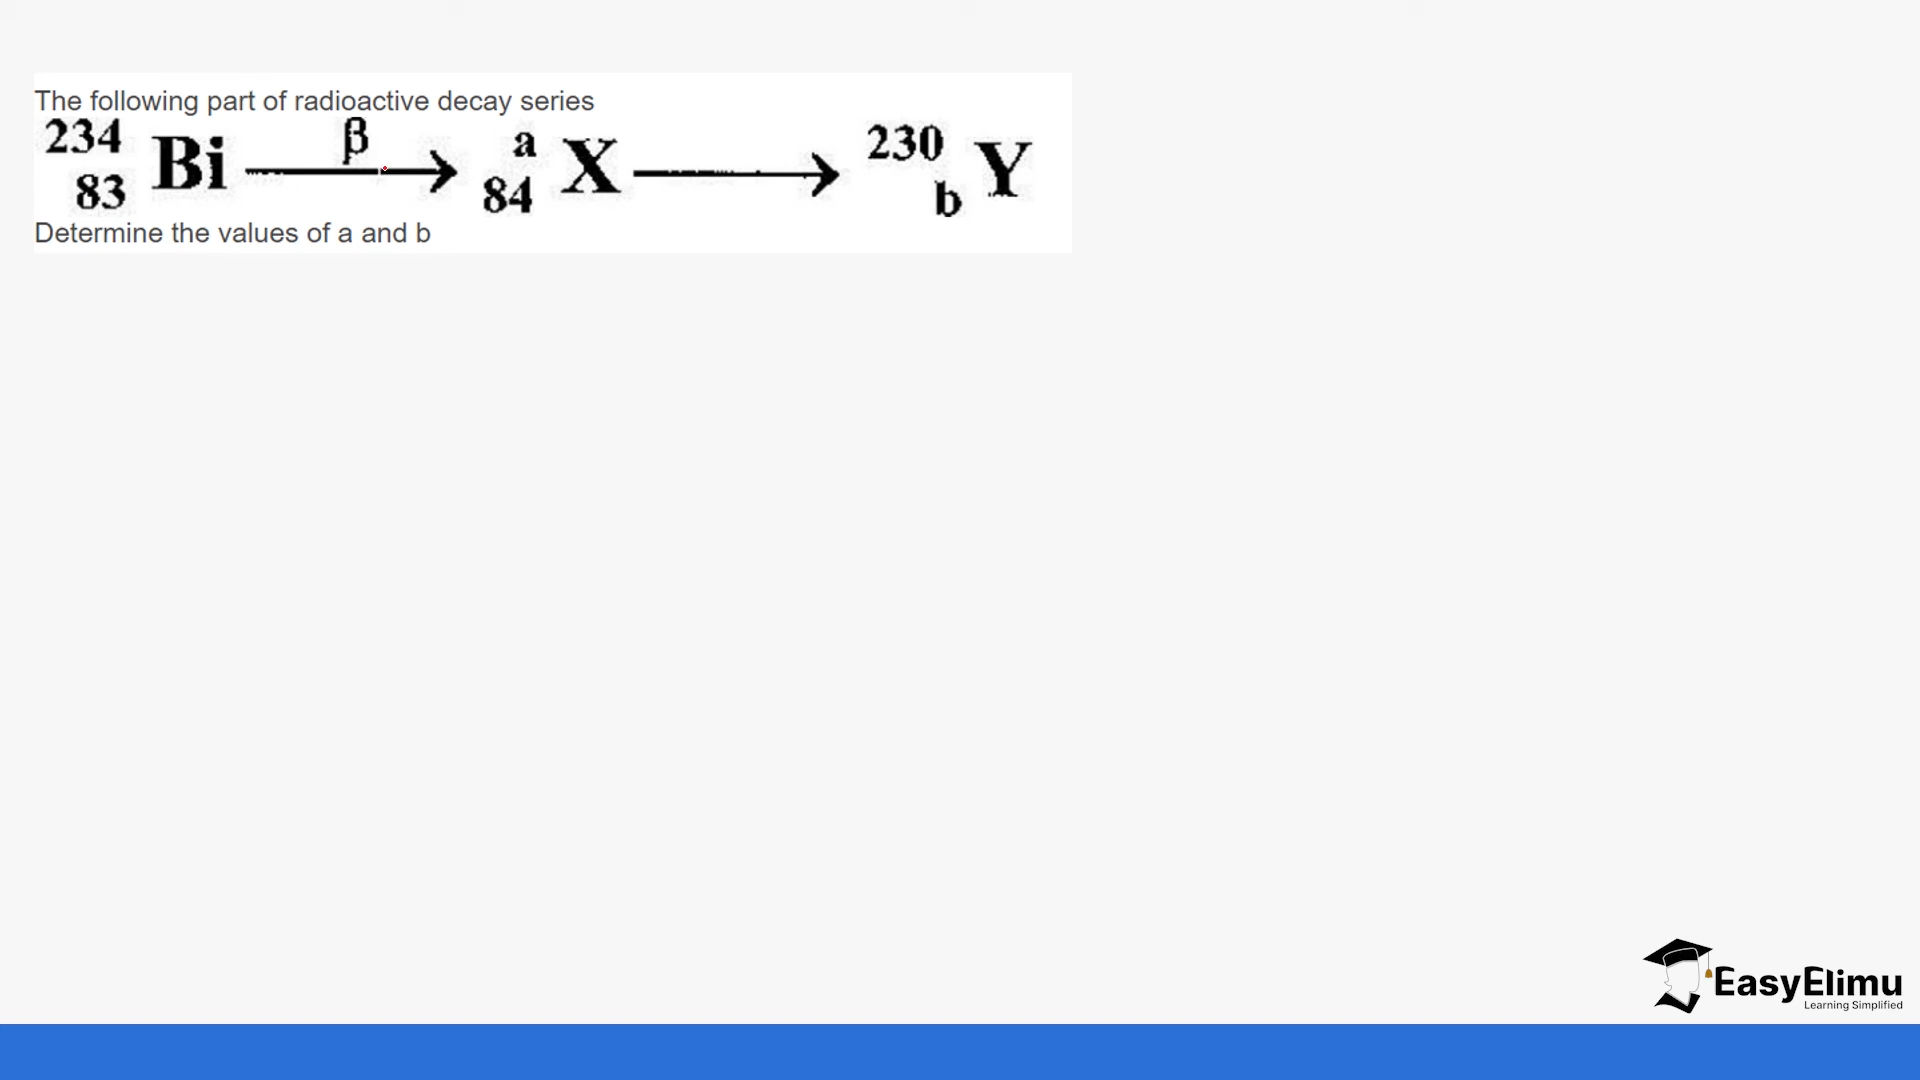 The following part of radioactive decay series
234 83 Bi β a 84 X 230 b Y
Determine the values of a and b
EasyElimu
Learning Simplified